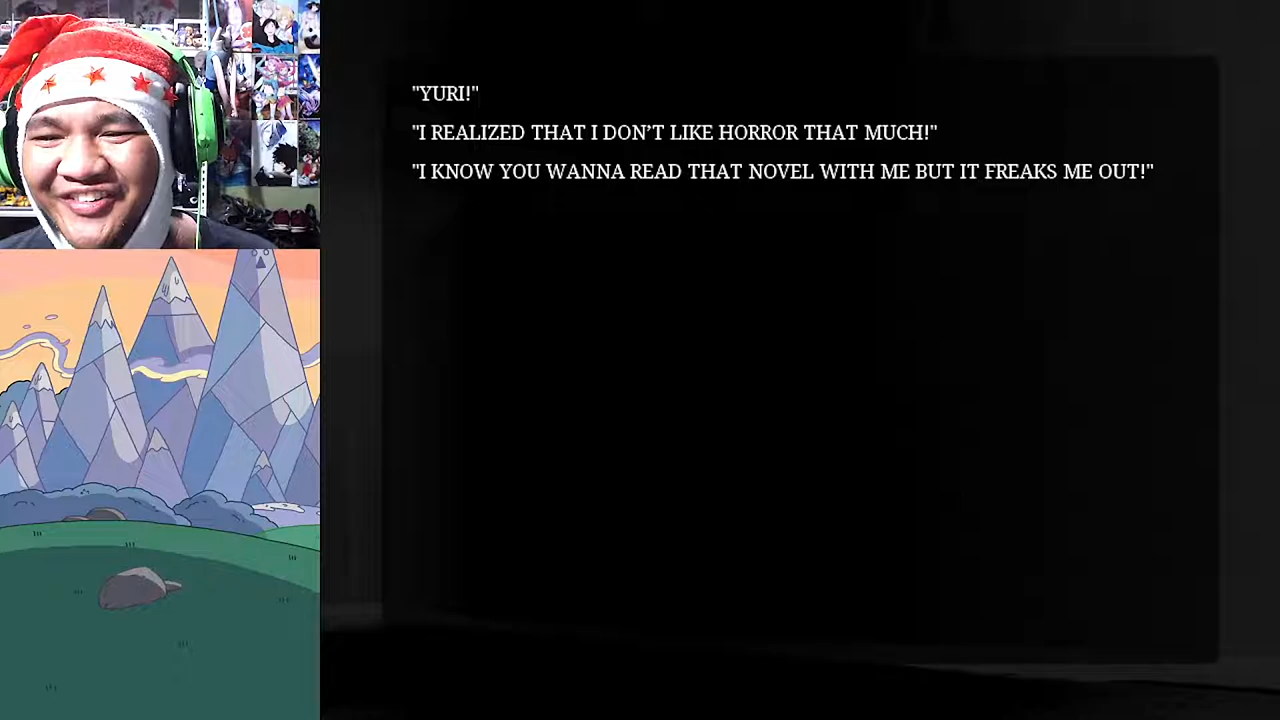 "YURI!"
"I REALIZED THAT I DON’T LIKE HORROR THAT MUCH!"
"I KNOW YOU WANNA READ THAT NOVEL WITH ME BUT IT FREAKS ME OUT!"